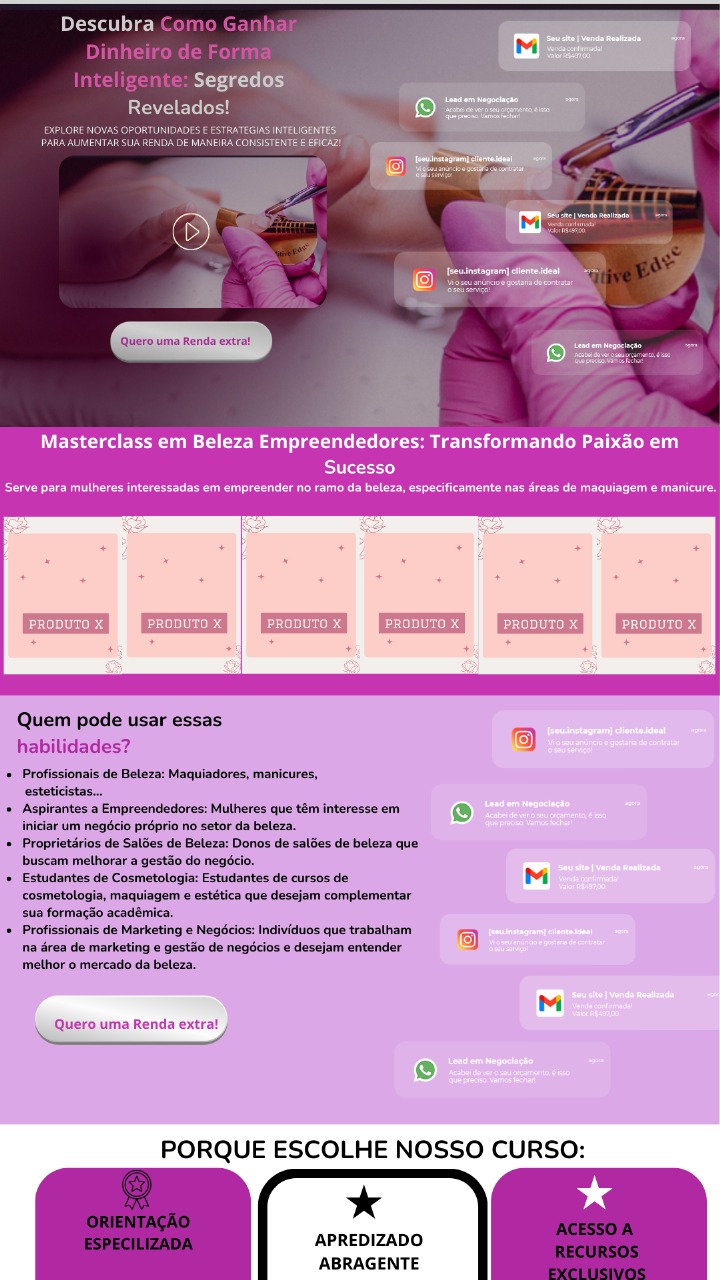 Descubra Como Ganhar
Dinheiro de Forma
Inteligente: Segredos
Revelados!
EXPLORE NOVAS OPORTUNIDADES E ESTRATEGIAS INTELIGENTES
PARA AUMENTAR SUA RENDA DE MANEIRA CONSISTENTE E EFICAZ!
Quero uma Renda extra!
Seu site | Venda Realizada
agora
Venda confirmada!
Valor R$497,00
Lead em Negociação
agora
Acabei de ver o seu orçamento, é isso
que preciso. Vamos fechar!
[seu.instagram] cliente.ideal
agora
Vi o seu anúncio e gostaria de contratar
o seu serviço!
Seu site | Venda Realizada
agora
Venda confirmada!
Valor R$497,00
[seu.instagram] cliente.ideal
agora
Vi o seu anúncio e gostaria de contratar
o seu serviço!
Lead em Negociação
agora
Acabei de ver o seu orçamento, é isso
que preciso. Vamos fechar!
Masterclass em Beleza Empreendedores: Transformando Paixão em
Sucesso
Serve para mulheres interessadas em empreender no ramo da beleza, especificamente nas áreas de maquiagem e manicure.
PRODUTO X
PRODUTO X
PRODUTO X
PRODUTO X
PRODUTO X
PRODUTO X
Quem pode usar essas
habilidades?
• Profissionais de Beleza: Maquiadores, manicures,
esteticistas...
• Aspirantes a Empreendedores: Mulheres que têm interesse em
iniciar um negócio próprio no setor da beleza.
• Proprietários de Salões de Beleza: Donos de salões de beleza que
buscam melhorar a gestão do negócio.
• Estudantes de Cosmetologia: Estudantes de cursos de
cosmetologia, maquiagem e estética que desejam complementar
sua formação acadêmica.
• Profissionais de Marketing e Negócios: Indivíduos que trabalham
na área de marketing e gestão de negócios e desejam entender
melhor o mercado da beleza.
Quero uma Renda extra!
[seu.instagram] cliente.ideal
agora
Vi o seu anúncio e gostaria de contratar
o seu serviço!
Lead em Negociação
agora
Acabei de ver o seu orçamento, é isso
que preciso. Vamos fechar!
Seu site | Venda Realizada
agora
Venda confirmada!
Valor R$497,00
[seu.instagram] cliente.ideal
agora
Vi o seu anúncio e gostaria de contratar
o seu serviço!
Seu site | Venda Realizada
Venda confirmada!
Valor R$497,00
Lead em Negociação
agora
Acabei de ver o seu orçamento, é isso
que preciso. Vamos fechar!
PORQUE ESCOLHE NOSSO CURSO:
ORIENTAÇÃO
ESPECILIZADA
APREDIZADO
ABRAGENTE
ACESSO A
RECURSOS
EXCLUSIVOS